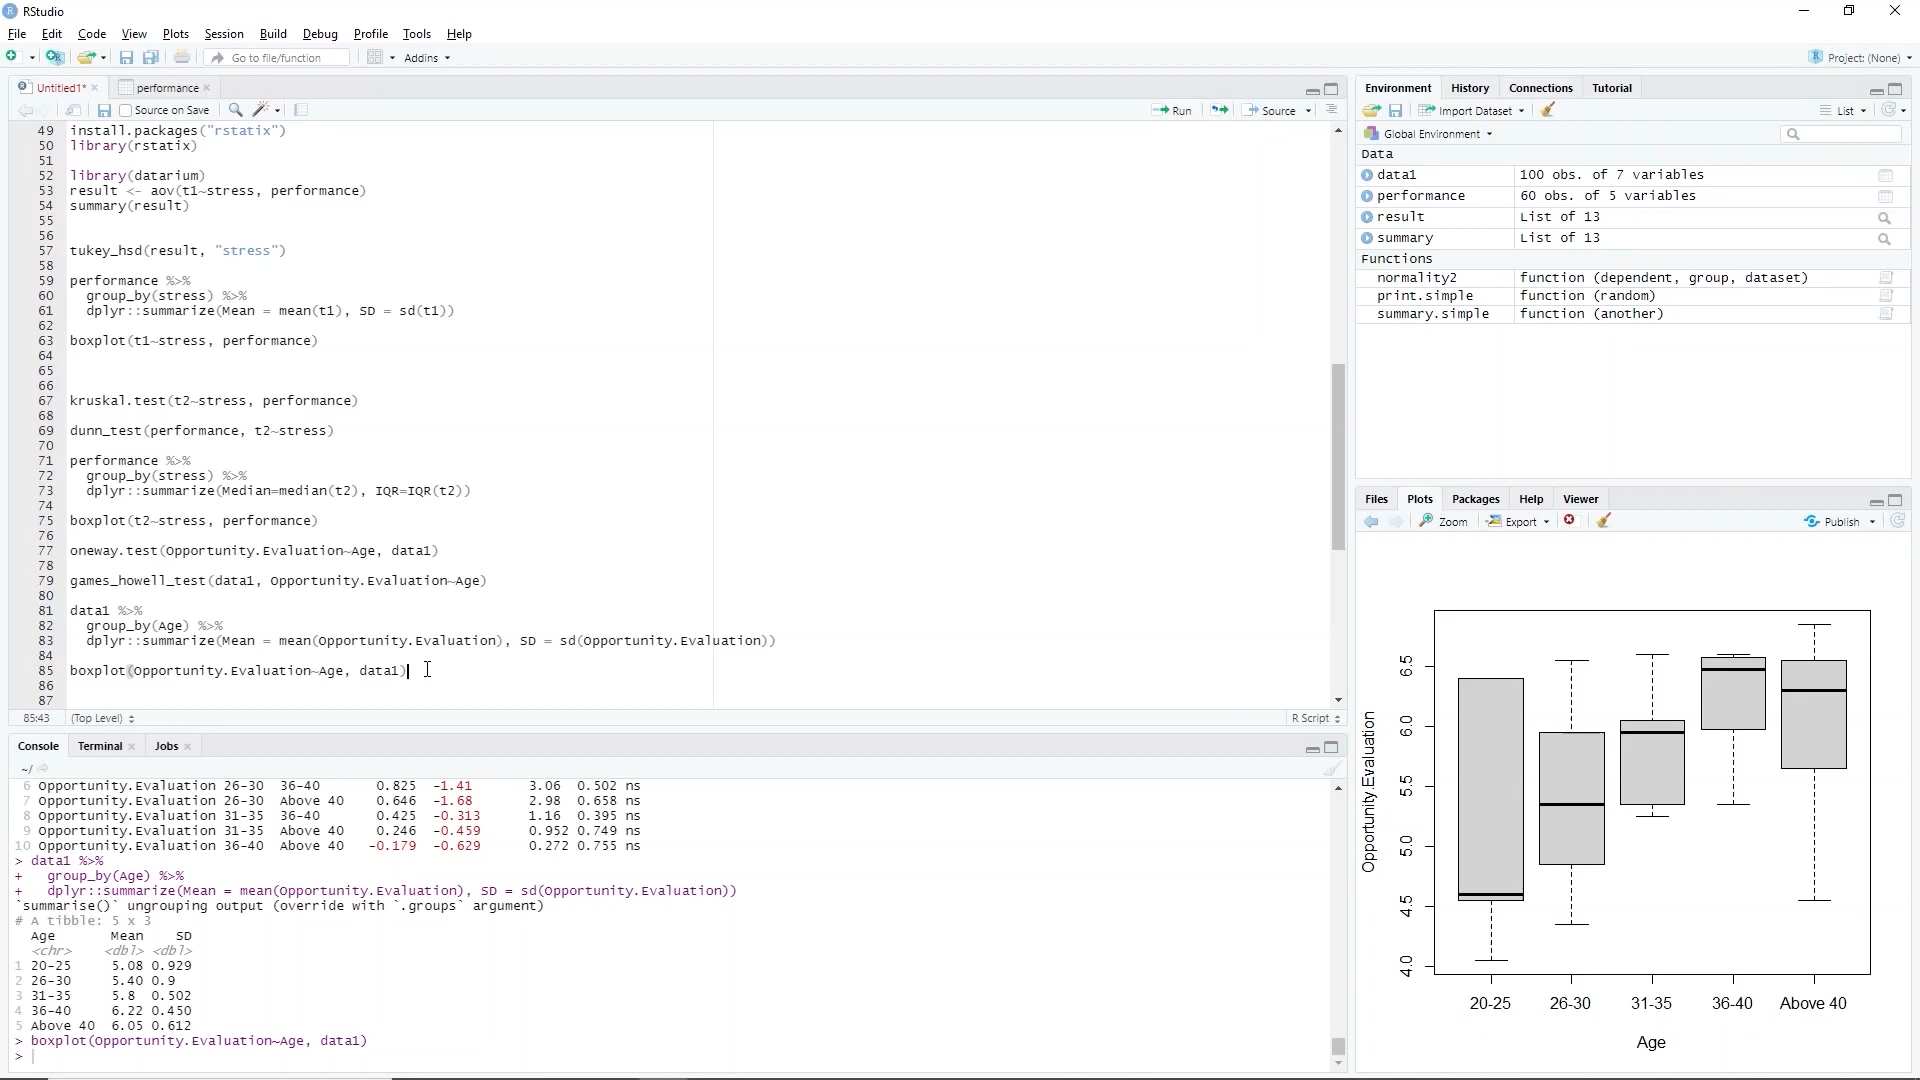 RStudio
File Edit Code View Plots Session Build Debug Profile Tools Help
Go to file/function Addins Project: (None)
Untitled1* performance
Source on Save Run Source
49 install.packages("rstatix")
50 library(rstatix)
51
52 library(datarium)
53 result <- aov(t1~stress, performance)
54 summary(result)
55
56
57 tukey_hsd(result, "stress")
58
59 performance %>%
60 group_by(stress) %>%
61 dplyr::summarize(Mean = mean(t1), SD = sd(t1))
62
63 boxplot(t1~stress, performance)
64
65
66
67 kruskal.test(t2~stress, performance)
68
69 dunn_test(performance, t2~stress)
70
71 performance %>%
72 group_by(stress) %>%
73 dplyr::summarize(Median=median(t2), IQR=IQR(t2))
74
75 boxplot(t2~stress, performance)
76
77 oneway.test(Opportunity.Evaluation~Age, data1)
78
79 games_howell_test(data1, Opportunity.Evaluation~Age)
80
81 data1 %>%
82 group_by(Age) %>%
83 dplyr::summarize(Mean = mean(Opportunity.Evaluation), SD = sd(Opportunity.Evaluation))
84
85 boxplot(Opportunity.Evaluation~Age, data1)
86
87
85:43 (Top Level) R Script
Console Terminal Jobs
~/
6 Opportunity.Evaluation 26-30 36-40 0.825 -1.41 3.06 0.502 ns
7 Opportunity.Evaluation 26-30 Above 40 0.646 -1.68 2.98 0.658 ns
8 Opportunity.Evaluation 31-35 36-40 0.425 -0.313 1.16 0.395 ns
9 Opportunity.Evaluation 31-35 Above 40 0.246 -0.459 0.952 0.749 ns
10 Opportunity.Evaluation 36-40 Above 40 -0.179 -0.629 0.272 0.755 ns
> data1 %>%
+ group_by(Age) %>%
+ dplyr::summarize(Mean = mean(Opportunity.Evaluation), SD = sd(Opportunity.Evaluation))
`summarise()` ungrouping output (override with `.groups` argument)
# A tibble: 5 x 3
Age Mean SD
<chr> <dbl> <dbl>
1 20-25 5.08 0.929
2 26-30 5.40 0.9
3 31-35 5.8 0.502
4 36-40 6.22 0.450
5 Above 40 6.05 0.612
> boxplot(Opportunity.Evaluation~Age, data1)
>
Environment History Connections Tutorial
Import Dataset List
Global Environment
Data
data1 100 obs. of 7 variables
performance 60 obs. of 5 variables
result List of 13
summary List of 13
Functions
normality2 function (dependent, group, dataset)
print.simple function (random)
summary.simple function (another)
Files Plots Packages Help Viewer
Zoom Export Publish
Opportunity.Evaluation
6.5
6.0
5.5
5.0
4.5
4.0
20-25 26-30 31-35 36-40 Above 40
Age